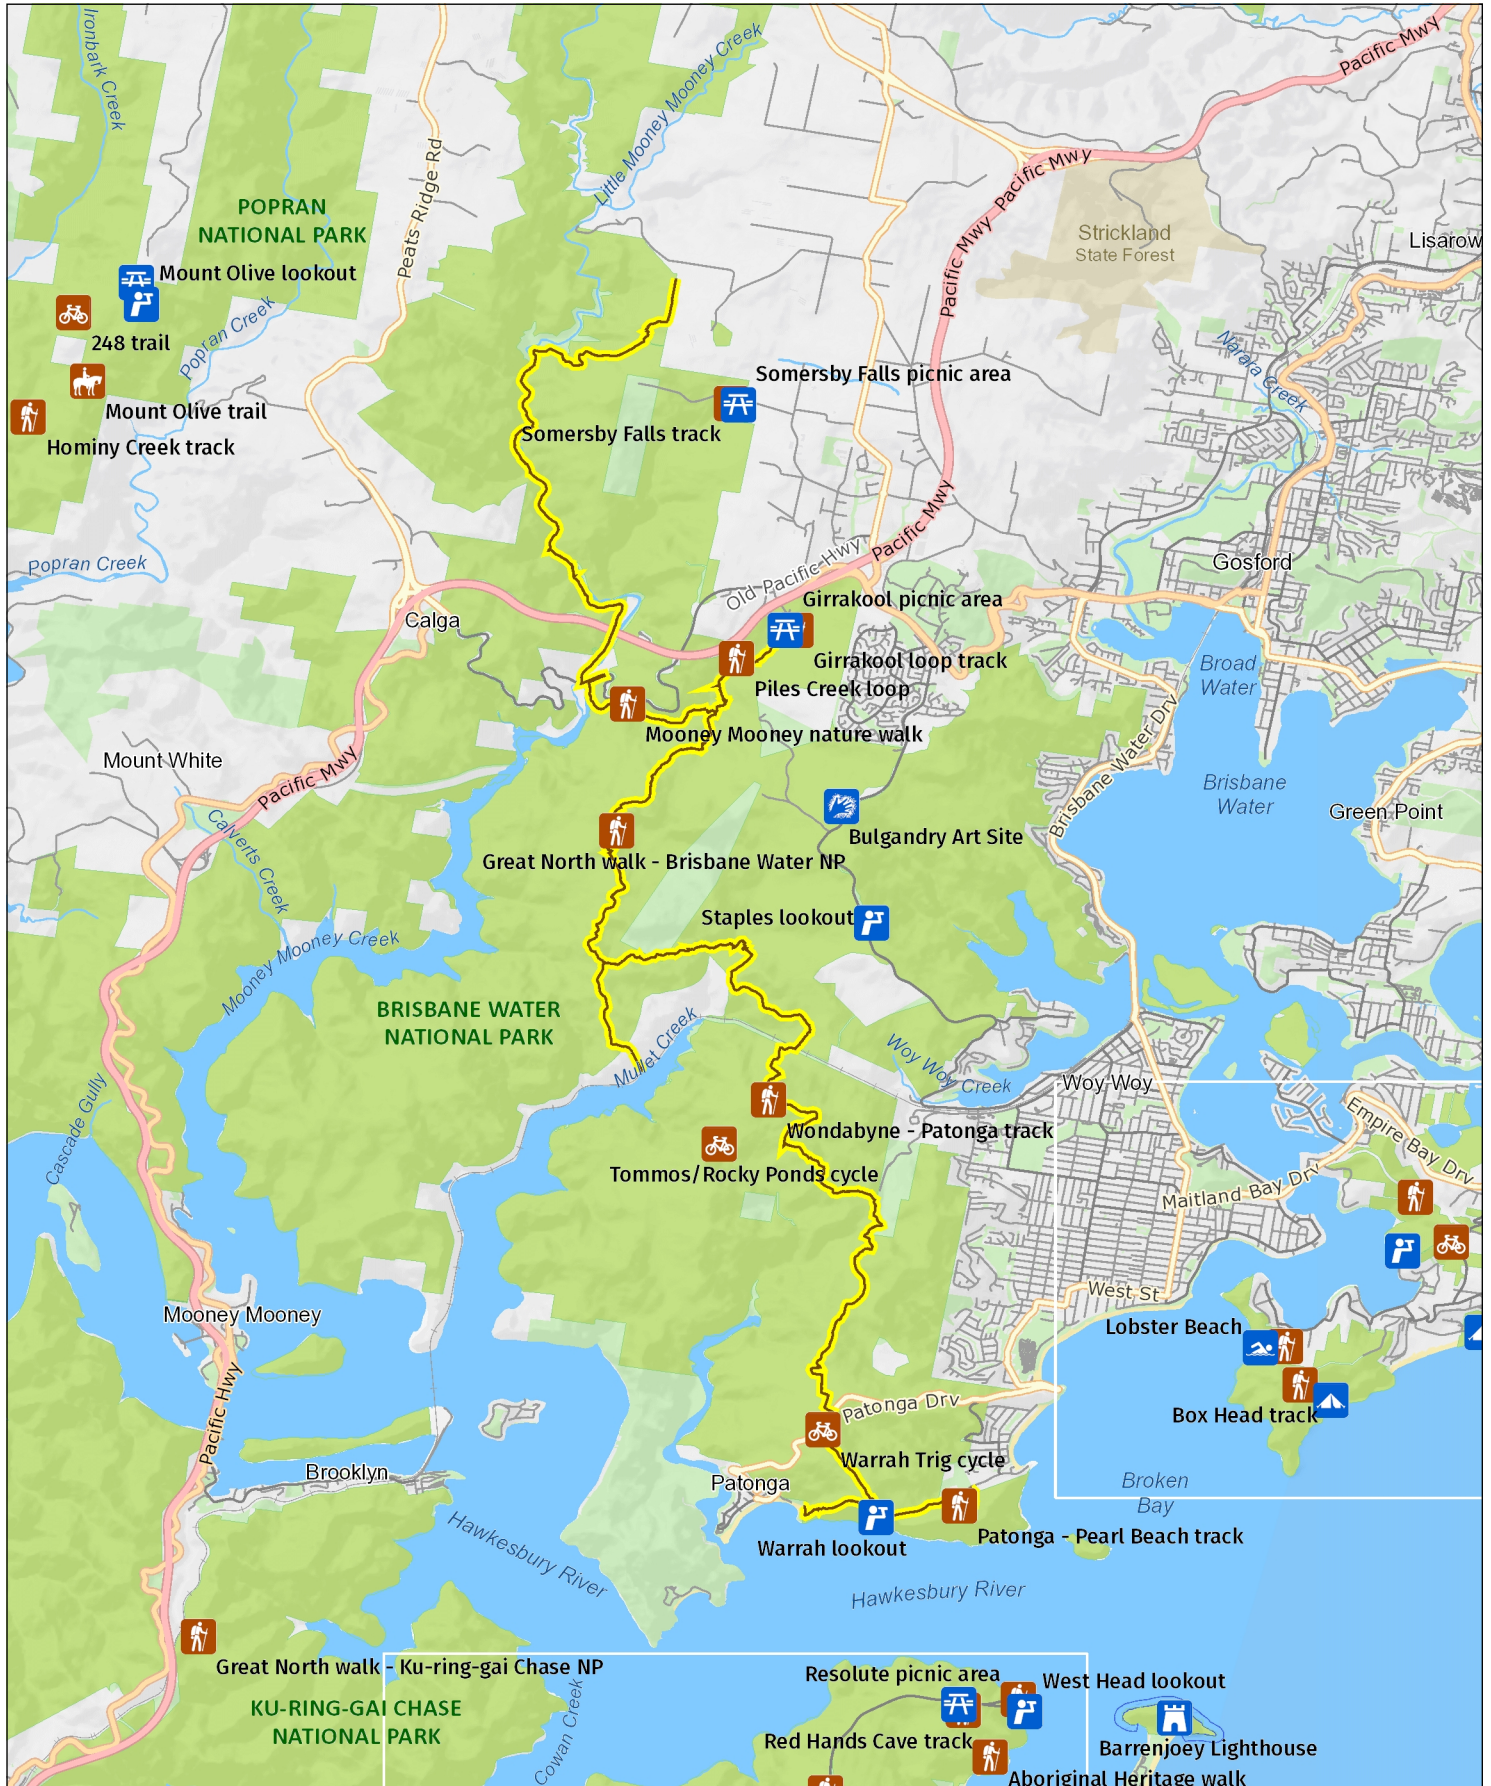 Ironbark Creek
Little Mooney Creek
Pacific Mwy
Pacific Mwy
Peats Ridge Rd
POPRAN
NATIONAL PARK
Strickland
State Forest
Lisarow
Pacific Mwy
Mount Olive lookout
Popran Creek
248 trail
Narara Creek
Somersby Falls picnic area
Mount Olive trail
Somersby Falls track
Hominy Creek track
Pacific Mwy
Old Pacific Hwy
Popran Creek
Gosford
Girrakool picnic area
Calga
Girrakool loop track
Broad
Water
Piles Creek loop
Mooney Mooney nature walk
Brisbane Water Drv
Mount White
Pacific Mwy
Brisbane
Water
Green Point
Calverts Creek
Bulgandry Art Site
Great North walk - Brisbane Water NP
Staples lookout
Mooney Mooney Creek
BRISBANE WATER
NATIONAL PARK
Mullet Creek
Woy Woy Creek
Woy Woy
Cascade Gully
Empire Bay Drv
Wondabyne - Patonga track
Tommos/Rocky Ponds cycle
Maitland Bay Drv
West St
Mooney Mooney
Lobster Beach
Pacific Hwy
Patonga Drv
Box Head track
Warrah Trig cycle
Brooklyn
Patonga
Broken
Bay
Hawkesbury River
Patonga - Pearl Beach track
Warrah lookout
Hawkesbury River
Great North walk - Ku-ring-gai Chase NP
Resolute picnic area
West Head lookout
KU-RING-GAI CHASE
NATIONAL PARK
Cowan Creek
Red Hands Cave track
Barrenjoey Lighthouse
Aboriginal Heritage walk